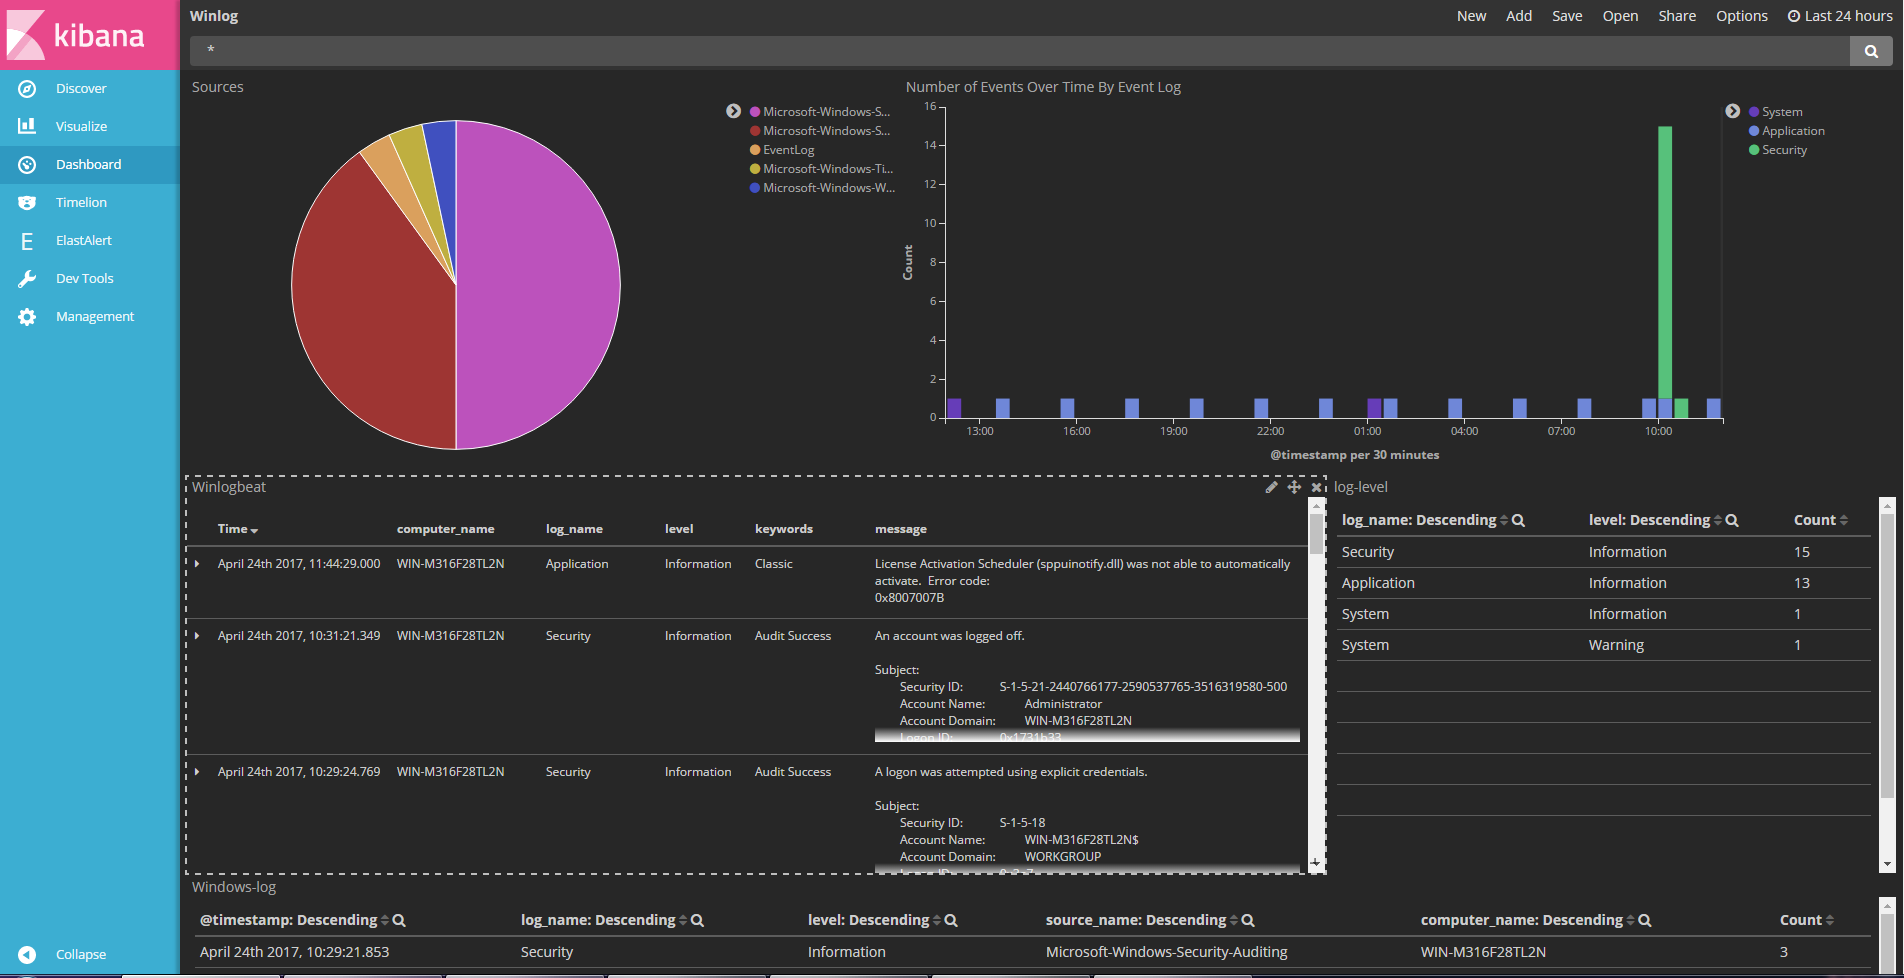 kibana
Discover
Visualize
Dashboard
Timelion
E ElastAlert
Dev Tools
Management
Collapse
Winlog
New Add Save Open Share Options Last 24 hours
*
Sources
Microsoft-Windows-S...
Microsoft-Windows-S...
EventLog
Microsoft-Windows-Ti...
Microsoft-Windows-W...
Number of Events Over Time By Event Log
16
14
12
10
8
6
4
2
0
Count
13:00 16:00 19:00 22:00 01:00 04:00 07:00 10:00
@timestamp per 30 minutes
System
Application
Security
Winlogbeat
Time computer_name log_name level keywords message
April 24th 2017, 11:44:29.000 WIN-M316F28TL2N Application Information Classic License Activation Scheduler (sppuinotify.dll) was not able to automatically
activate. Error code:
0x8007007B
April 24th 2017, 10:31:21.349 WIN-M316F28TL2N Security Information Audit Success An account was logged off.
Subject:
Security ID: S-1-5-21-2440766177-2590537765-3516319580-500
Account Name: Administrator
Account Domain: WIN-M316F28TL2N
Logon ID: 0x1731b33
April 24th 2017, 10:29:24.769 WIN-M316F28TL2N Security Information Audit Success A logon was attempted using explicit credentials.
Subject:
Security ID: S-1-5-18
Account Name: WIN-M316F28TL2N$
Account Domain: WORKGROUP
log-level
log_name: Descending level: Descending Count
Security Information 15
Application Information 13
System Information 1
System Warning 1
Windows-log
@timestamp: Descending log_name: Descending level: Descending source_name: Descending computer_name: Descending Count
April 24th 2017, 10:29:21.853 Security Information Microsoft-Windows-Security-Auditing WIN-M316F28TL2N 3